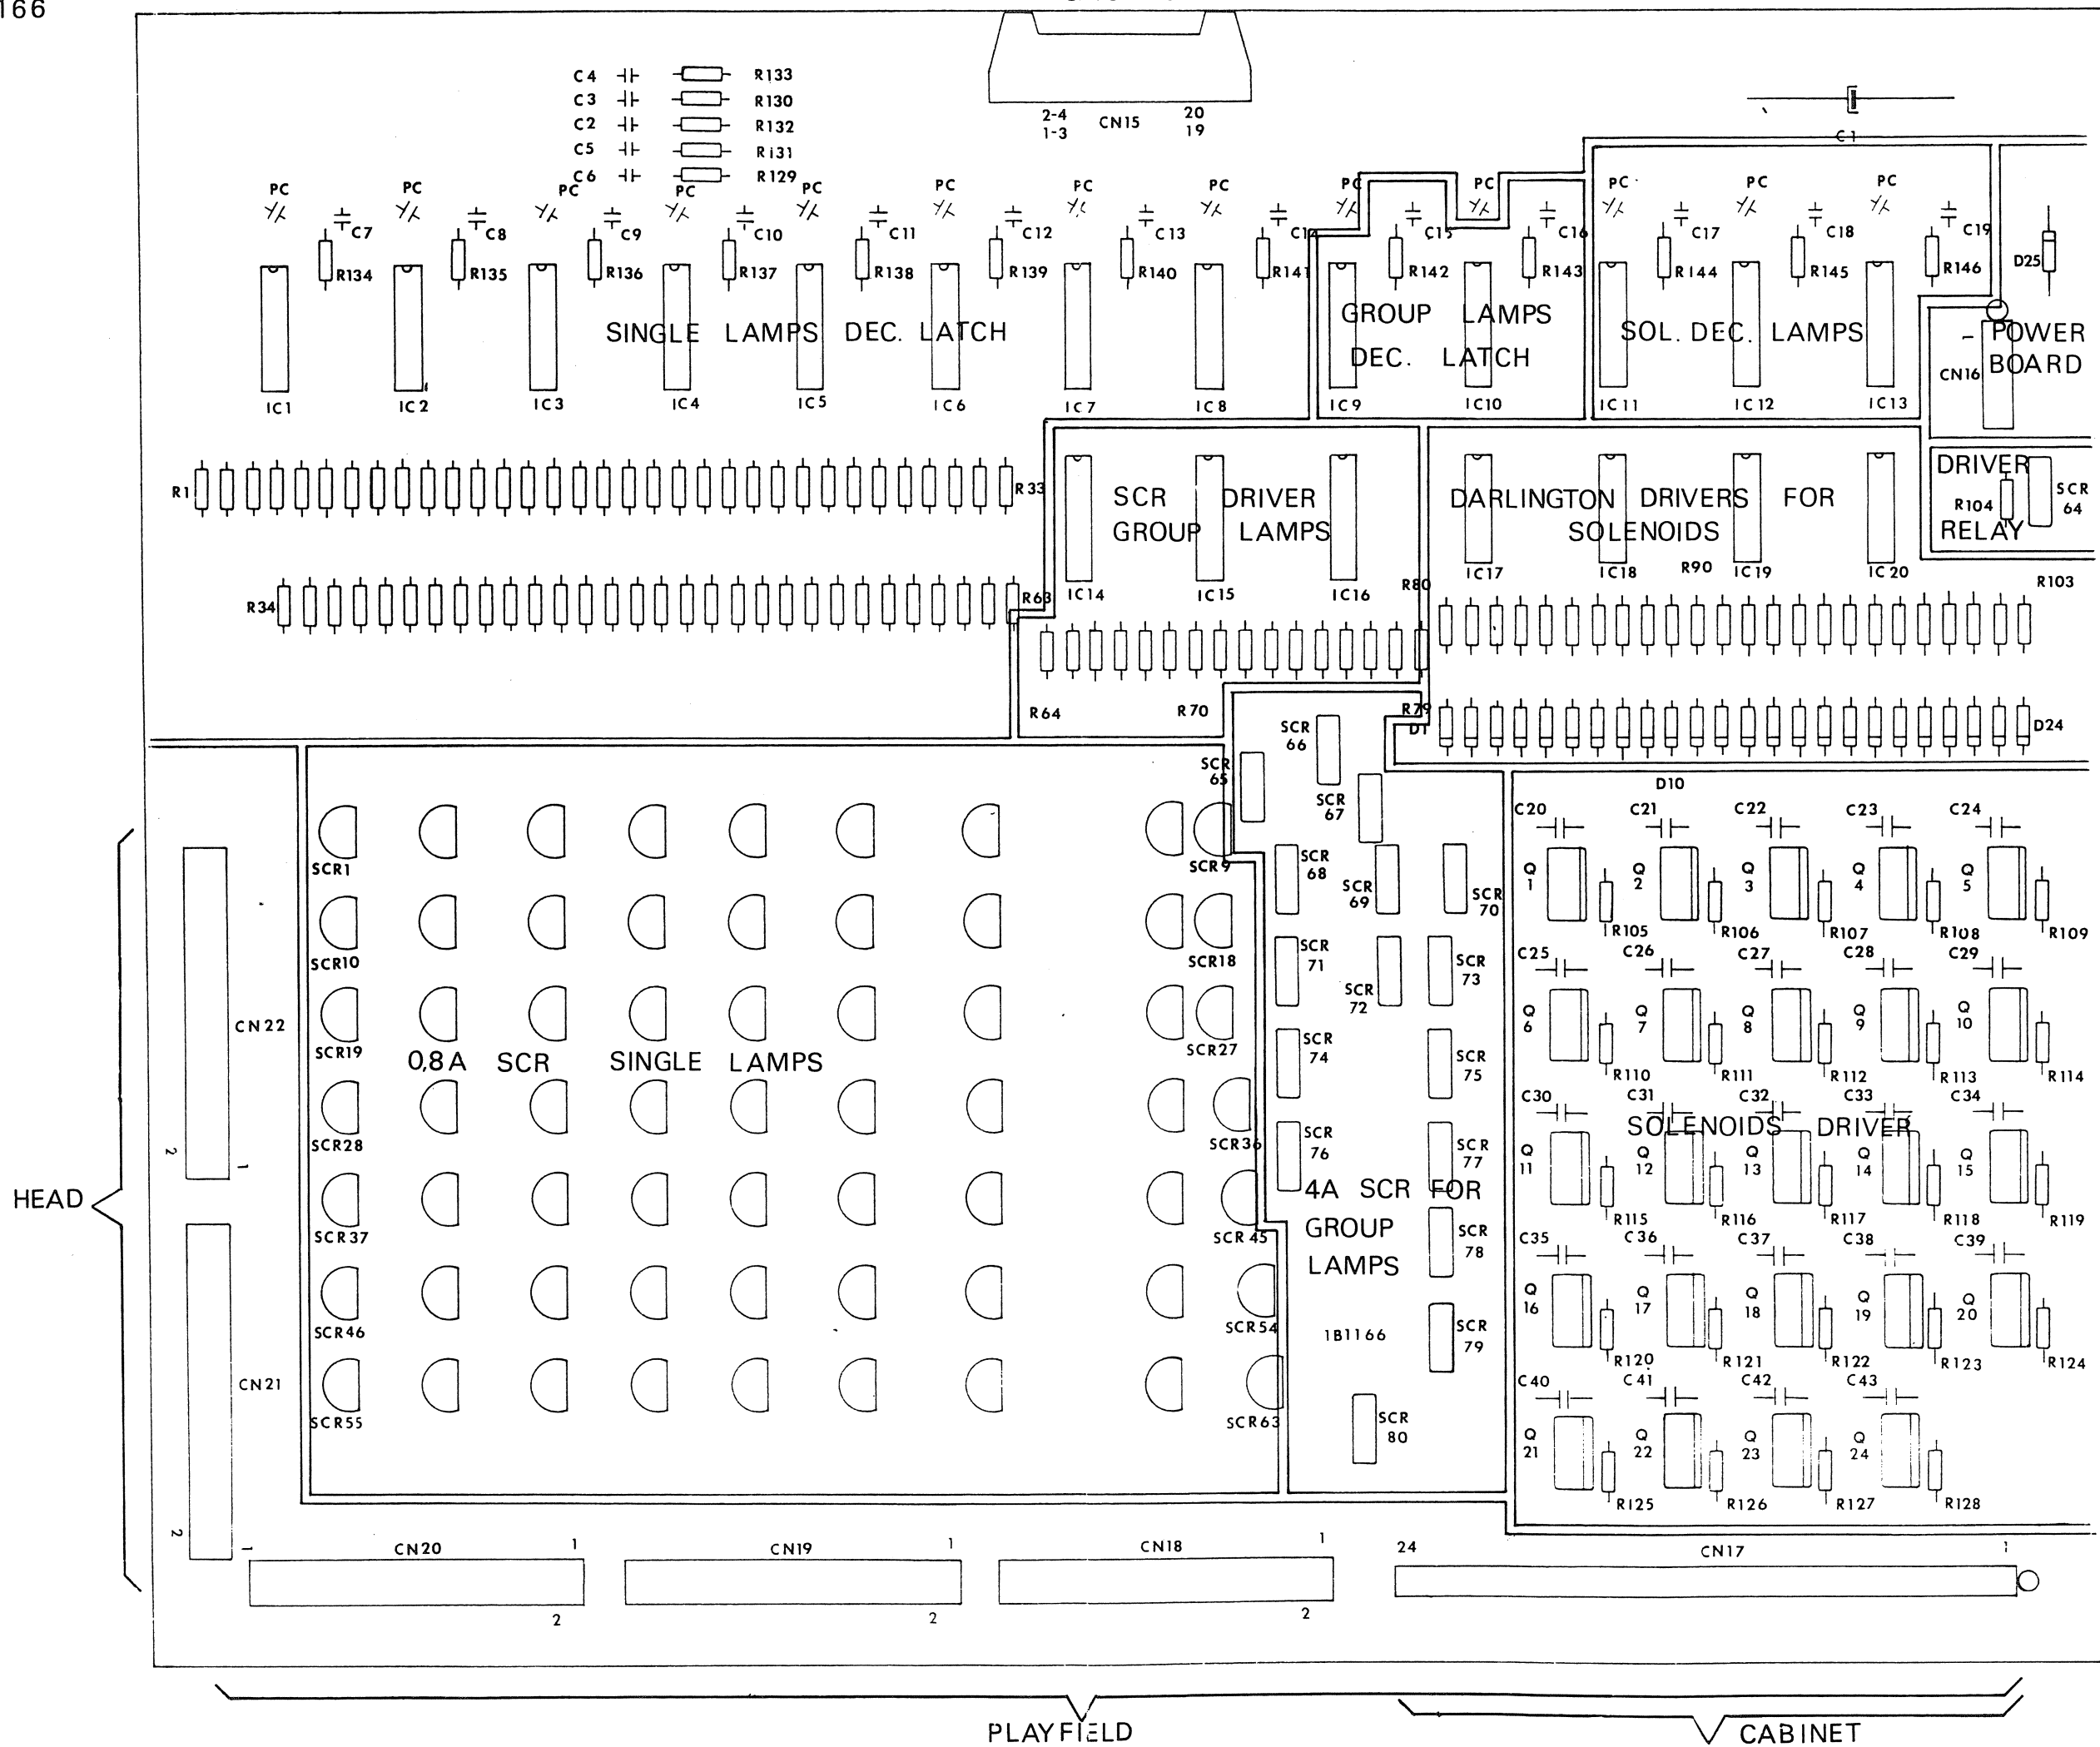 166
C4 R133
C3 R130
C2 R132
C5 R131
C6 R129
2-4 CN15 20
1-3 19
C1
PC PC PC PC PC PC PC PC PC PC PC PC PC
C7 C8 C9 C10 C11 C12 C13 C14 C15 C16 C17 C18 C19
R134 R135 R136 R137 R138 R139 R140 R141 R142 R143 R144 R145 R146 D25
SINGLE LAMPS DEC. LATCH
GROUP LAMPS
DEC. LATCH
SOL. DEC. LAMPS
1 POWER
BOARD
CN16
IC1 IC2 IC3 IC4 IC5 IC6 IC7 IC8 IC9 IC10 IC11 IC12 IC13
R1 R33
SCR DRIVER
GROUP LAMPS
DARLINGTON DRIVERS FOR
SOLENOIDS
DRIVER
R104 SCR
64
RELAY
IC14 IC15 IC16 IC17 IC18 R90 IC19 IC20
R34 R63 R80 R103
R64 R70 R79
D1 D24
D10
SCR
66
SCR
65
SCR
67
SCR
68
SCR
69
SCR
70
SCR
71
SCR
72
SCR
73
SCR
74
SCR
75
SCR
76
SCR
77
4A SCR FOR
GROUP
LAMPS
SCR
78
1B1166
SCR
79
SCR
80
SCR1 SCR9
SCR10 SCR18
SCR19 SCR27
0,8A SCR SINGLE LAMPS
SCR28 SCR36
SCR37 SCR45
SCR46 SCR54
SCR55 SCR63
C20 C21 C22 C23 C24
Q Q Q Q Q
1 2 3 4 5
R105 R106 R107 R108 R109
C25 C26 C27 C28 C29
Q Q Q Q Q
6 7 8 9 10
R110 R111 R112 R113 R114
C30 C31 C32 C33 C34
SOLENOIDS DRIVER
Q Q Q Q Q
11 12 13 14 15
R115 R116 R117 R118 R119
C35 C36 C37 C38 C39
Q Q Q Q Q
16 17 18 19 20
R120 R121 R122 R123 R124
C40 C41 C42 C43
Q Q Q Q
21 22 23 24
R125 R126 R127 R128
CN22
2 1
HEAD
CN21
2 1
CN20 1
2
CN19 1
2
CN18 1
2
24 CN17 1
PLAYFIELD
CABINET